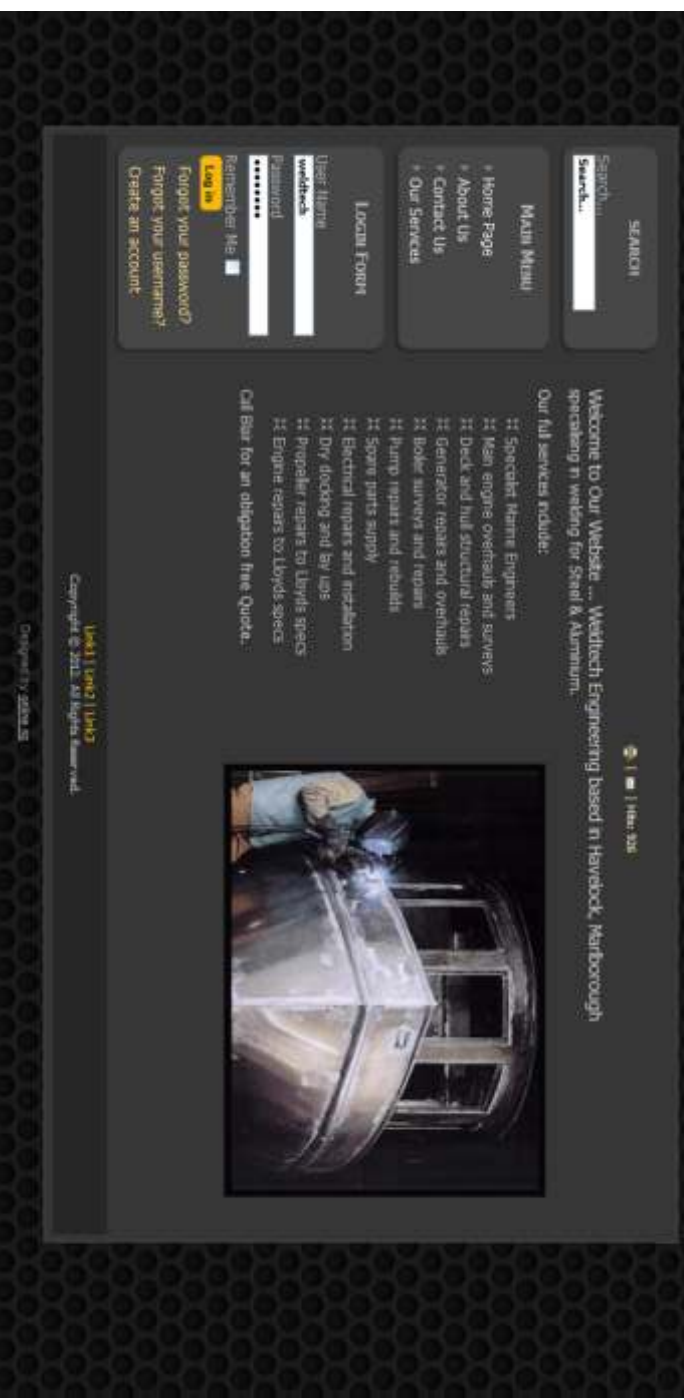 SEARCH
Search...
Search...
MAIN MENU
Home Page
About Us
Contact Us
Our Services
LOGIN FORM
User Name
weldtech
Password
••••••••
Remember Me
Log in
Forgot your password?
Forgot your username?
Create an account
| | Hits: 926
Welcome to Our Website ... Weldtech Engineering based in Havelock, Marlborough
specialising in welding for Steel & Aluminium.
Our full services include:
:: Specialist Marine Engineers
:: Main engine overhauls and surveys
:: Deck and hull structural repairs
:: Generator repairs and overhauls
:: Boiler surveys and repairs
:: Pump repairs and rebuilds
:: Spare parts supply
:: Electrical repairs and installation
:: Dry docking and lay ups
:: Propeller repairs to Lloyds specs
:: Engine repairs to Lloyds specs
Call Blair for an obligation free Quote.
Link1 | Link2 | Link3
Copyright © 2012. All Rights Reserved.
Designed by